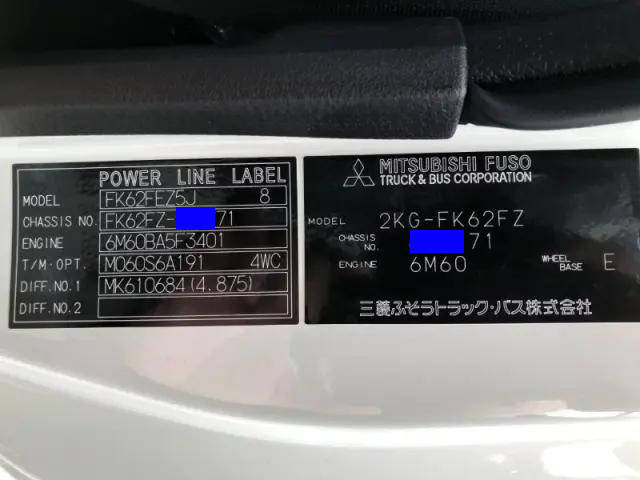 POWER LINE LABEL
MODEL FK62FEZ5J 8
CHASSIS NO. FK62FZ- 71
ENGINE 6M60BA5F3401
T/M·OPT. M060S6A191 4WC
DIFF.NO.1 MK610684(4.875)
DIFF.NO.2
MITSUBISHI FUSO
TRUCK & BUS CORPORATION
MODEL 2KG-FK62FZ
CHASSIS NO. 71
ENGINE 6M60 WHEEL BASE E
三菱ふそうトラック・バス株式会社